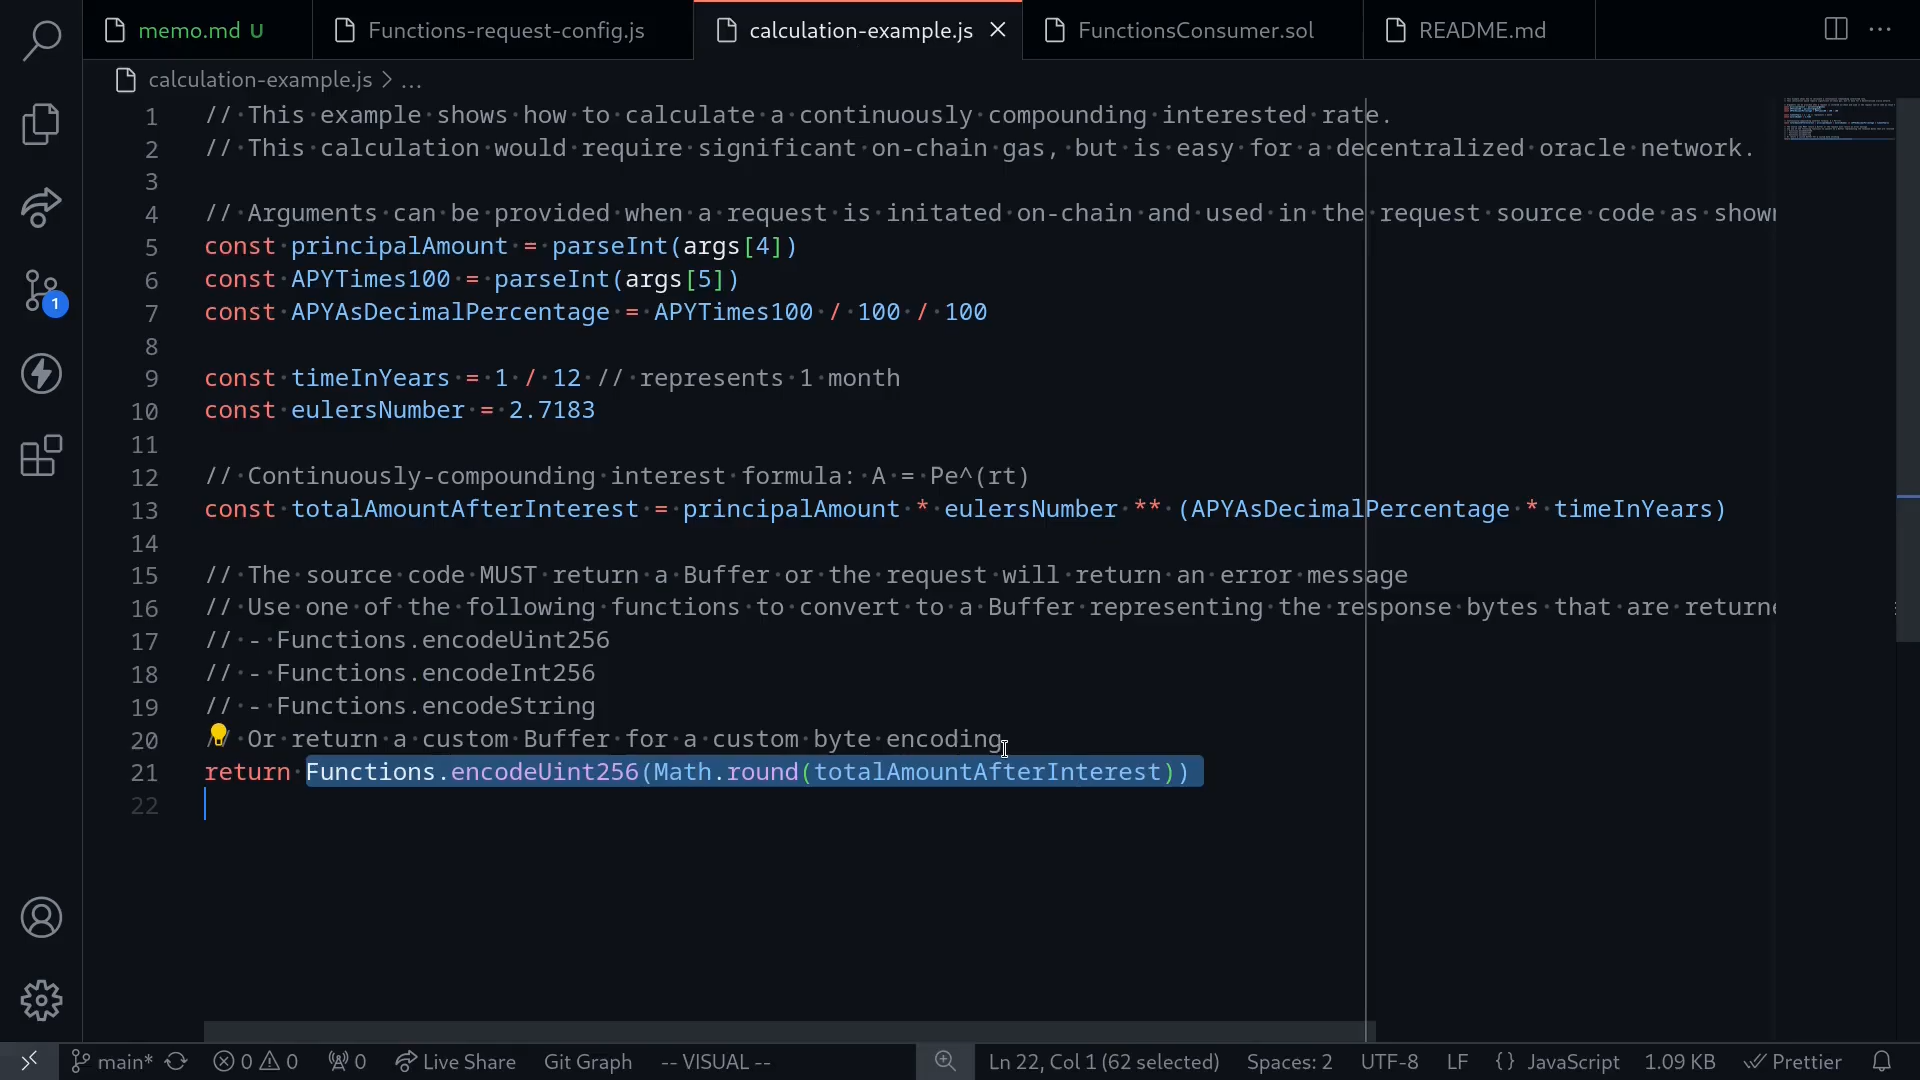 memo.md U
Functions-request-config.js
calculation-example.js
FunctionsConsumer.sol
README.md
calculation-example.js > ...
1 // This example shows how to calculate a continuously compounding interested rate.
2 // This calculation would require significant on-chain gas, but is easy for a decentralized oracle network.
3
4 // Arguments can be provided when a request is initated on-chain and used in the request source code as shown
5 const principalAmount = parseInt(args[4])
6 const APYTimes100 = parseInt(args[5])
7 const APYAsDecimalPercentage = APYTimes100 / 100 / 100
8
9 const timeInYears = 1 / 12 // represents 1 month
10 const eulersNumber = 2.7183
11
12 // Continuously-compounding interest formula: A = Pe^(rt)
13 const totalAmountAfterInterest = principalAmount * eulersNumber ** (APYAsDecimalPercentage * timeInYears)
14
15 // The source code MUST return a Buffer or the request will return an error message
16 // Use one of the following functions to convert to a Buffer representing the response bytes that are returne
17 // - Functions.encodeUint256
18 // - Functions.encodeInt256
19 // - Functions.encodeString
20 // Or return a custom Buffer for a custom byte encoding
21 return Functions.encodeUint256(Math.round(totalAmountAfterInterest))
22
1
main* 0 0 0 Live Share Git Graph -- VISUAL -- Ln 22, Col 1 (62 selected) Spaces: 2 UTF-8 LF {} JavaScript 1.09 KB Prettier